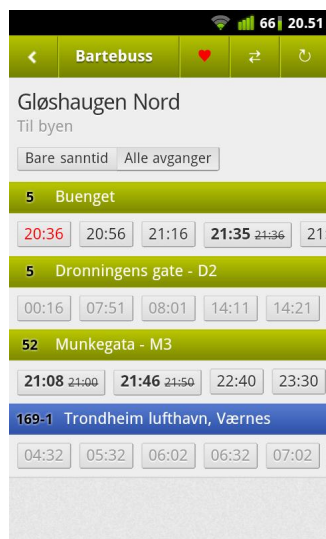 66 20.51
Bartebuss
Gløshaugen Nord
Til byen
Bare sanntid Alle avganger
5 Buenget
20:36 20:56 21:16 21:35 21:36 21
5 Dronningens gate - D2
00:16 07:51 08:01 14:11 14:21
52 Munkegata - M3
21:08 21:00 21:46 21:50 22:40 23:30
169-1 Trondheim lufthavn, Værnes
04:32 05:32 06:02 06:32 07:02